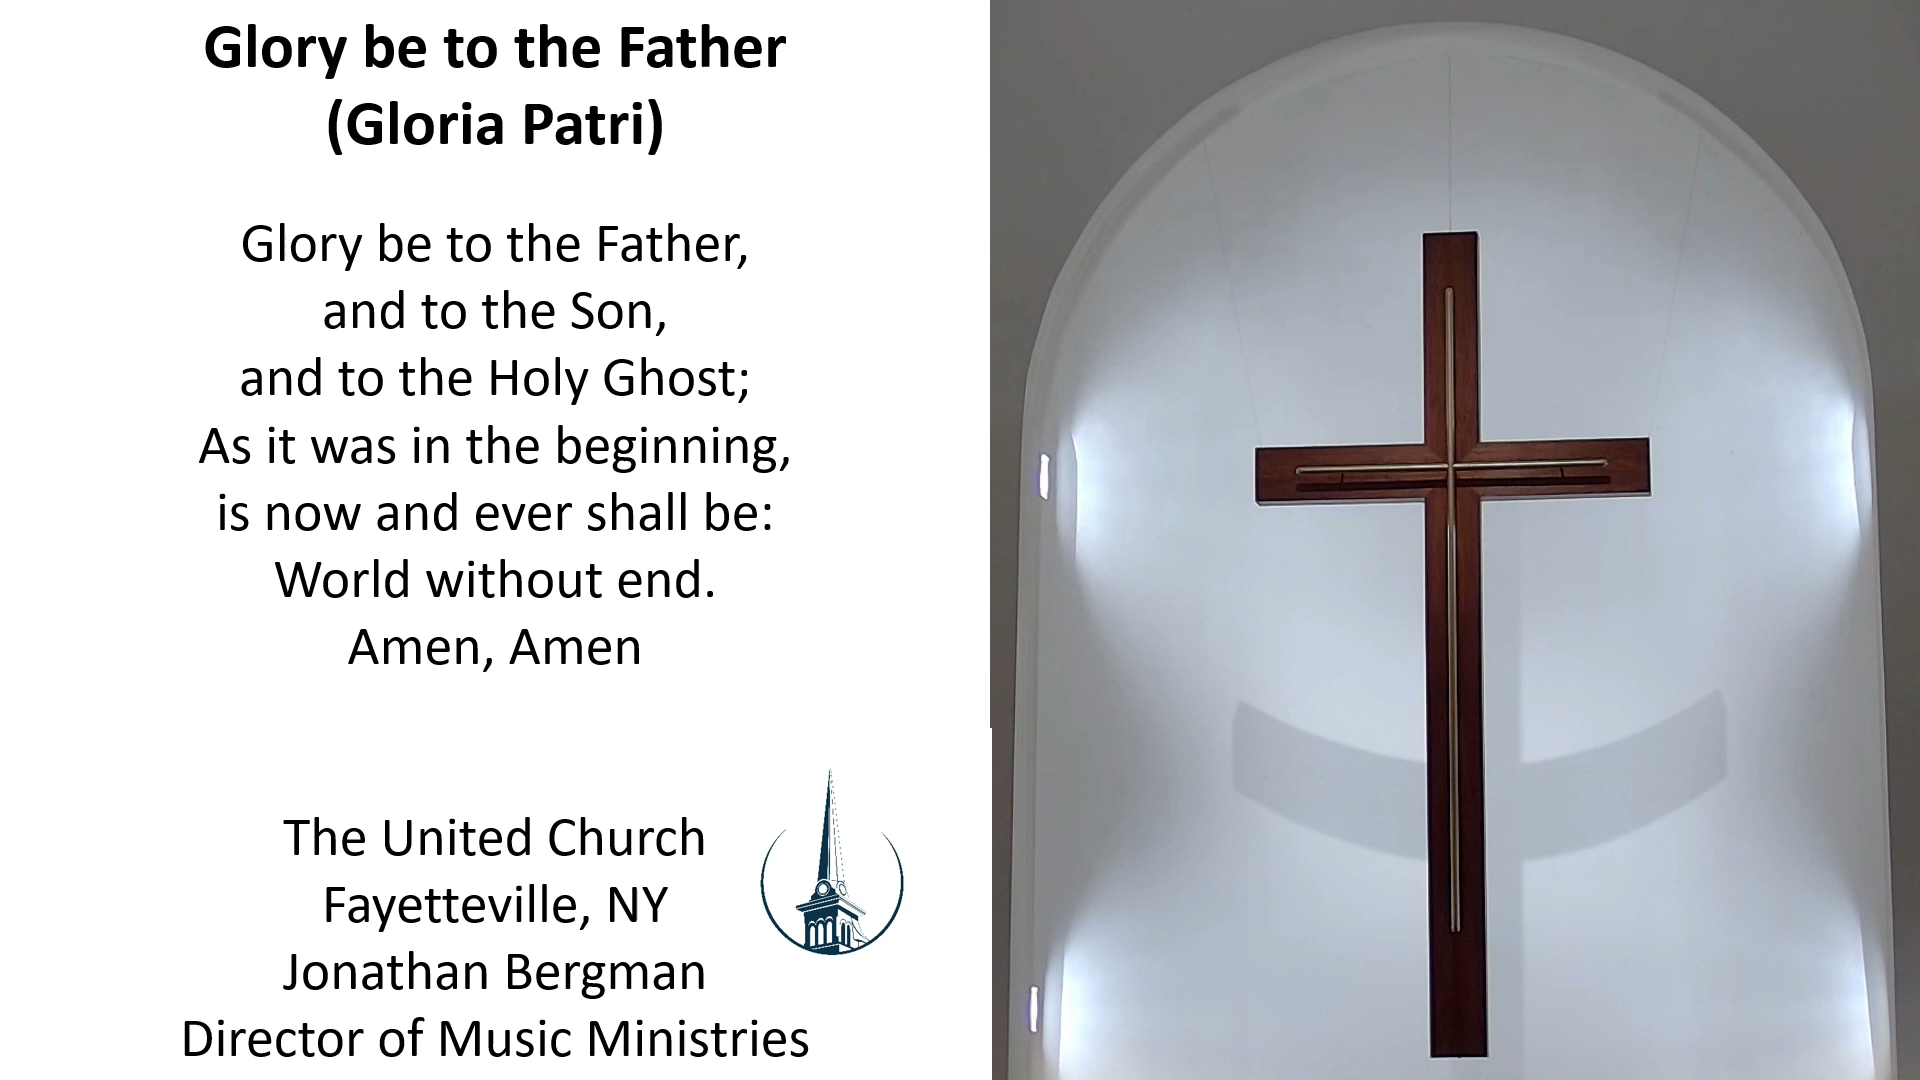 Glory be to the Father
(Gloria Patri)
Glory be to the Father,
and to the Son,
and to the Holy Ghost;
As it was in the beginning,
is now and ever shall be:
World without end.
Amen, Amen
The United Church
Fayetteville, NY
Jonathan Bergman
Director of Music Ministries